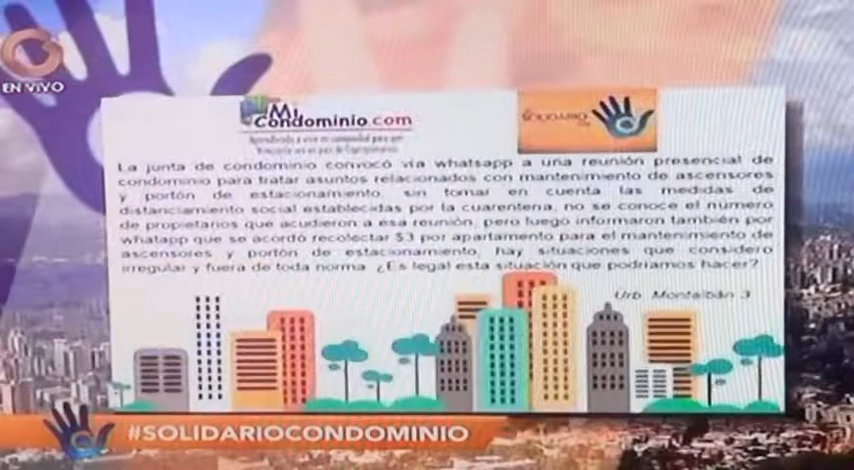 EN VIVO
Mi
Condominio.com
SOLIDARIO
La junta de condominio convocó vía whatsapp a una reunión presencial de
condominio para tratar asuntos relacionados con mantenimiento de ascensores
y portón de estacionamiento, sin tomar en cuenta las medidas de
distanciamiento social establecidas por la cuarentena, no se conoce el número
de propietarios que acudieron a esa reunión, pero luego informaron también por
whatapp que se acordó recolectar $3 por apartamento para el mantenimiento de
ascensores y portón de estacionamiento, hay situaciones que considero
irregular y fuera de toda norma ¿Es legal esta situación que podríamos hacer?
Urb. Montalbán 3
#SOLIDARIOCONDOMINIO